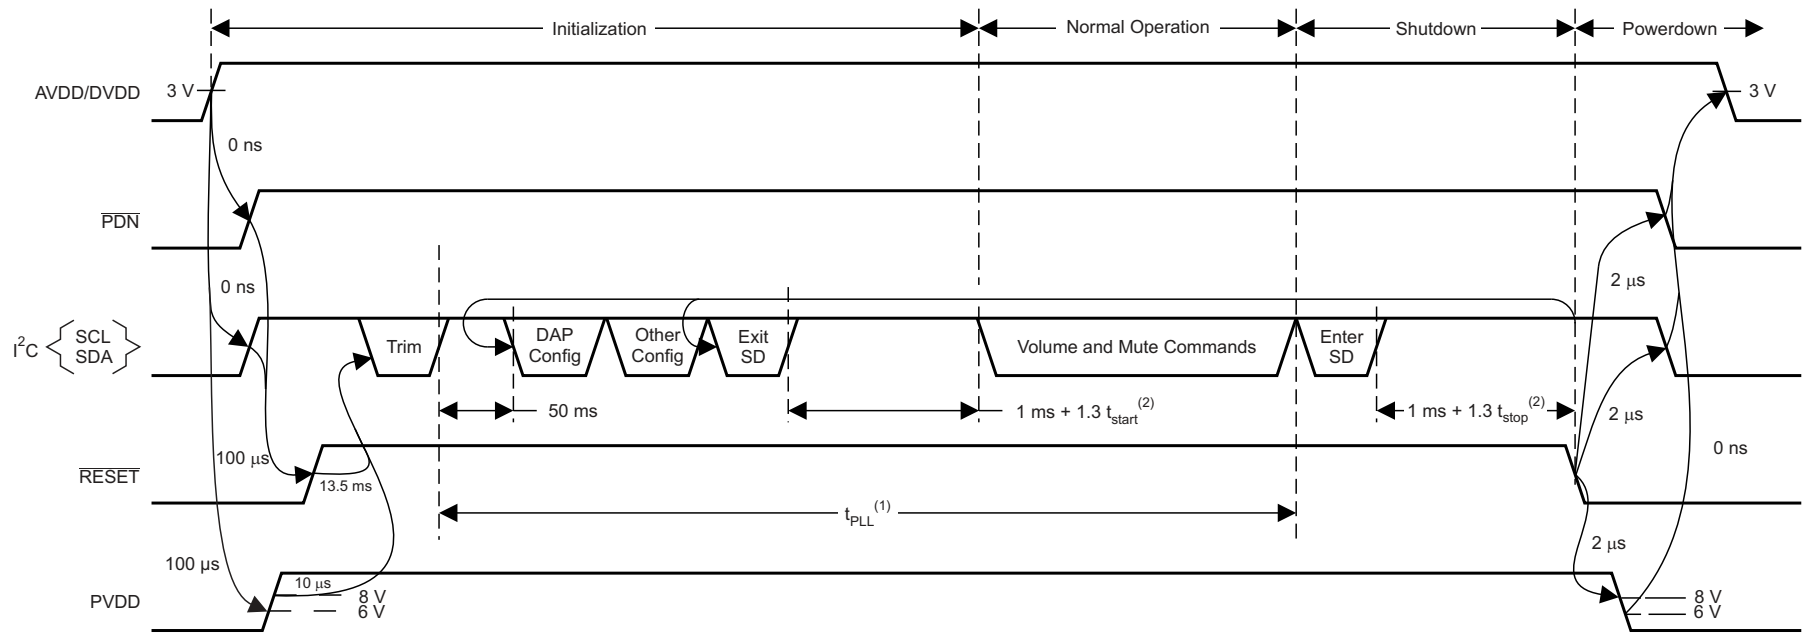 Initialization
Normal Operation
Shutdown
Powerdown
AVDD/DVDD
3 V
3 V
0 ns
PDN
0 ns
2 μs
I2C
SCL
SDA
Trim
DAP
Config
Other
Config
Exit
SD
Volume and Mute Commands
Enter
SD
50 ms
1 ms + 1.3 tstart(2)
1 ms + 1.3 tstop(2)
2 μs
0 ns
100 μs
RESET
13.5 ms
tPLL(1)
2 μs
100 μs
10 μs
PVDD
8 V
6 V
8 V
6 V